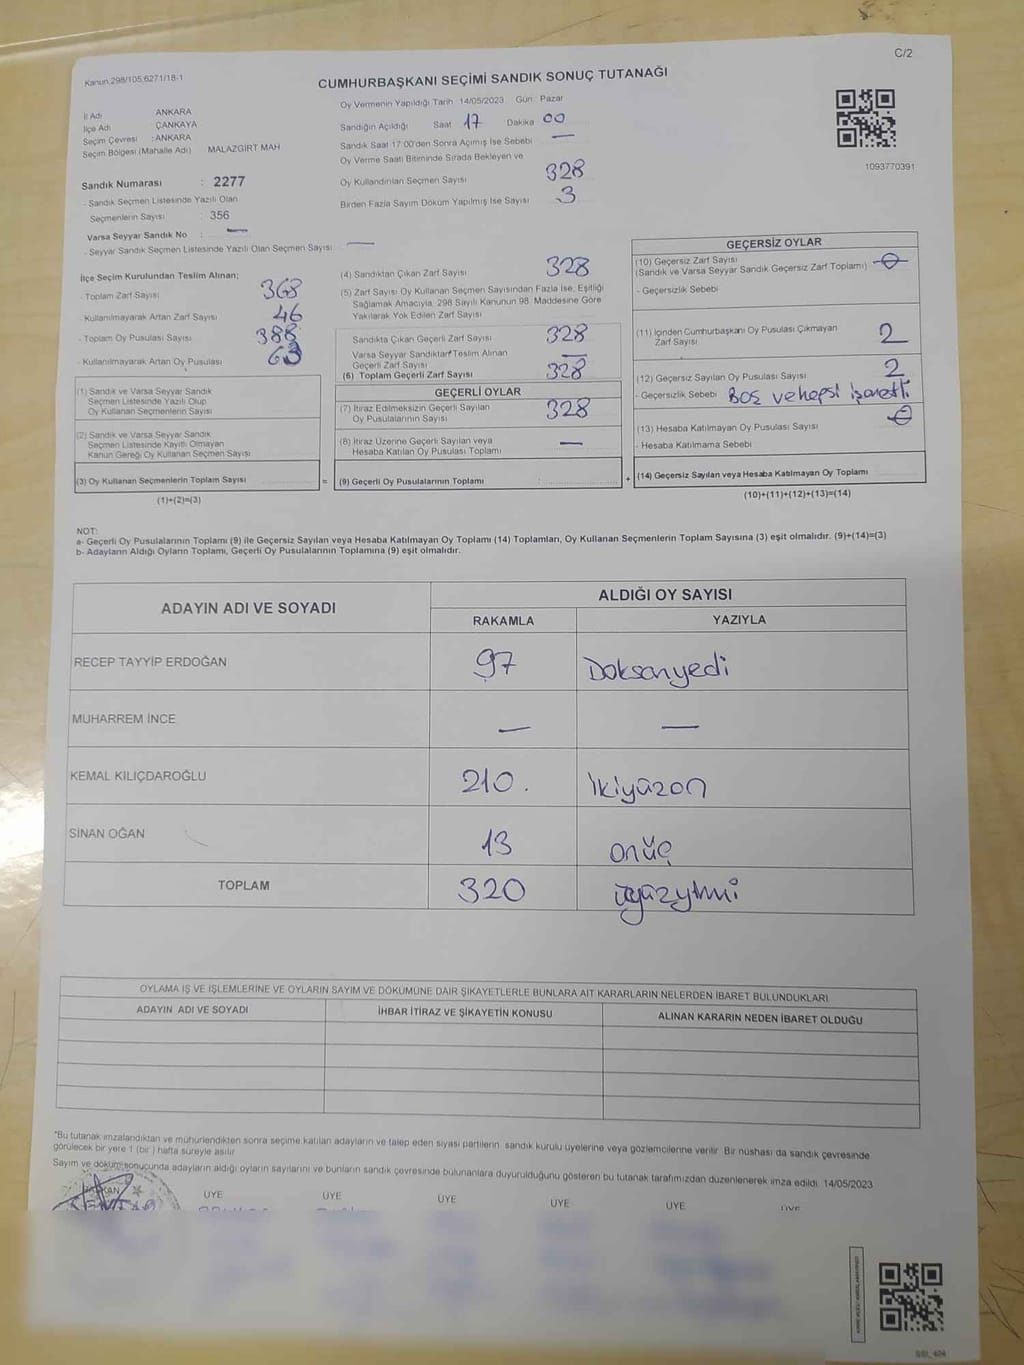 C/2
Kanun 298/105,6271/18-1
CUMHURBAŞKANI SEÇİMİ SANDIK SONUÇ TUTANAĞI
İl Adı ANKARA
İlçe Adı ÇANKAYA
Seçim Çevresi : ANKARA
Seçim Bölgesi (Mahalle Adı) MALAZGİRT MAH
Oy Vermenin Yapıldığı Tarih 14/05/2023 Gün Pazar
Sandığın Açıldığı Saat 17 Dakika 00
Sandık Saat 17:00'den Sonra Açmış İse Sebebi —
Oy Verme Saati Bitiminde Sırada Bekleyen ve
Oy Kullandırılan Seçmen Sayısı 328
Birden Fazla Sayım Döküm Yapılmış İse Sayısı 3
1093770391
Sandık Numarası : 2277
- Sandık Seçmen Listesinde Yazılı Olan
Seçmenlerin Sayısı : 356
Varsa Seyyar Sandık No : —
- Seyyar Sandık Seçmen Listesinde Yazılı Olan Seçmen Sayısı : —
İlçe Seçim Kurulundan Teslim Alınan;
- Toplam Zarf Sayısı 368
- Kullanılmayarak Artan Zarf Sayısı 46
- Toplam Oy Pusulası Sayısı 388
- Kullanılmayarak Artan Oy Pusulası 63
(1) Sandık ve Varsa Seyyar Sandık
Seçmen Listesinde Yazılı Olup
Oy Kullanan Seçmenlerin Sayısı
(2) Sandık ve Varsa Seyyar Sandık
Seçmen Listesinde Kayıtlı Olmayan
Kanun Gereği Oy Kullanan Seçmen Sayısı
(3) Oy Kullanan Seçmenlerin Toplam Sayısı
(1)+(2)=(3)
(4) Sandıktan Çıkan Zarf Sayısı 328
(5) Zarf Sayısı Oy Kullanan Seçmen Sayısından Fazla İse, Eşitliği
Sağlamak Amacıyla, 298 Sayılı Kanunun 98. Maddesine Göre
Yakılarak Yok Edilen Zarf Sayısı
Sandıkta Çıkan Geçerli Zarf Sayısı 328
Varsa Seyyar Sandıktan Teslim Alınan
Geçerli Zarf Sayısı —
(6) Toplam Geçerli Zarf Sayısı 328
GEÇERLİ OYLAR
(7) İtiraz Edilmeksizin Geçerli Sayılan
Oy Pusulalarının Sayısı 328
(8) İtiraz Üzerine Geçerli Sayılan veya
Hesaba Katılan Oy Pusulası Toplamı —
= (9) Geçerli Oy Pusulalarının Toplamı :
GEÇERSİZ OYLAR
(10) Geçersiz Zarf Sayısı
(Sandık ve Varsa Seyyar Sandık Geçersiz Zarf Toplamı)
- Geçersizlik Sebebi
(11) İçinden Cumhurbaşkanı Oy Pusulası Çıkmayan
Zarf Sayısı 2
(12) Geçersiz Sayılan Oy Pusulası Sayısı 2
- Geçersizlik Sebebi Boş ve hepsi işaretli
(13) Hesaba Katılmayan Oy Pusulası Sayısı
- Hesaba Katılmama Sebebi
+ (14) Geçersiz Sayılan veya Hesaba Katılmayan Oy Toplamı
(10)+(11)+(12)+(13)=(14)
NOT:
a- Geçerli Oy Pusulalarının Toplamı (9) ile Geçersiz Sayılan veya Hesaba Katılmayan Oy Toplamı (14) Toplamları, Oy Kullanan Seçmenlerin Toplam Sayısına (3) eşit olmalıdır. (9)+(14)=(3)
b- Adayların Aldığı Oyların Toplamı, Geçerli Oy Pusulalarının Toplamına (9) eşit olmalıdır.
ADAYIN ADI VE SOYADI
ALDIĞI OY SAYISI
RAKAMLA YAZIYLA
RECEP TAYYİP ERDOĞAN 97 Doksanyedi
MUHARREM İNCE — —
KEMAL KILIÇDAROĞLU 210. ikiyüzon
SİNAN OĞAN 13 onüç
TOPLAM 320 üçyüzyirmi
OYLAMA İŞ VE İŞLEMLERİNE VE OYLARIN SAYIM VE DÖKÜMÜNE DAİR ŞİKAYETLERLE BUNLARA AİT KARARLARIN NELERDEN İBARET BULUNDUKLARI
ADAYIN ADI VE SOYADI İHBAR İTİRAZ VE ŞİKAYETİN KONUSU ALINAN KARARIN NEDEN İBARET OLDUĞU
*Bu tutanak imzalandıktan ve mühürlendikten sonra seçime katılan adayların ve talep eden siyasi partilerin, sandık kurulu üyelerine veya gözlemcilerine verilir. Bir nüshası da sandık çevresinde
görülecek bir yere 1 (bir ) hafta süreyle asılır.
Sayım ve döküm sonucunda adayların aldığı oyların sayılarını ve bunların sandık çevresinde bulunanlara duyurulduğunu gösteren bu tutanak tarafımızdan düzenlenerek imza edildi. 14/05/2023
BAŞKAN ÜYE ÜYE ÜYE ÜYE ÜYE ÜYE